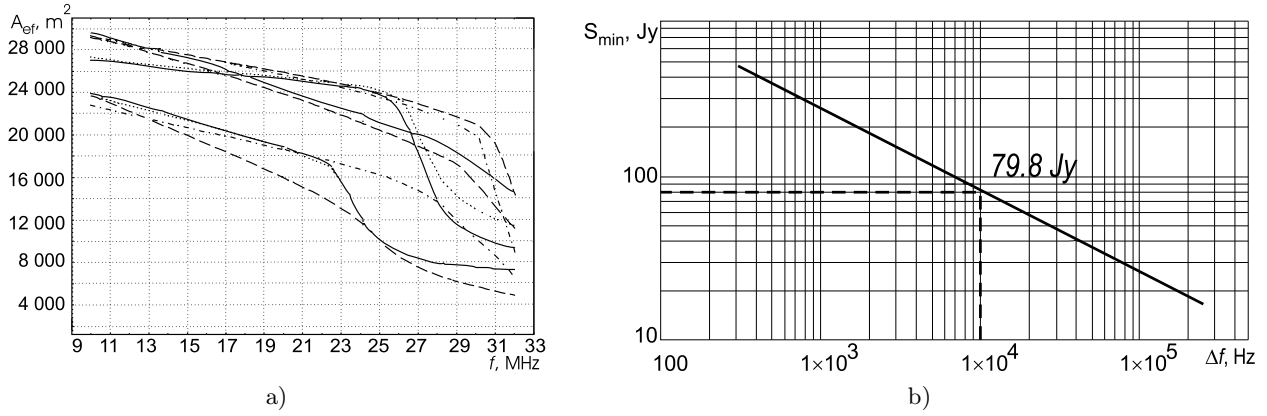 A_ef, m²
28 000
24 000
20 000
16 000
12 000
8 000
4 000
9 11 13 15 17 19 21 23 25 27 29 31 33
f, MHz
a)
S_min, Jy
100
10
79.8 Jy
100 1×10³ 1×10⁴ 1×10⁵ Δf, Hz
b)